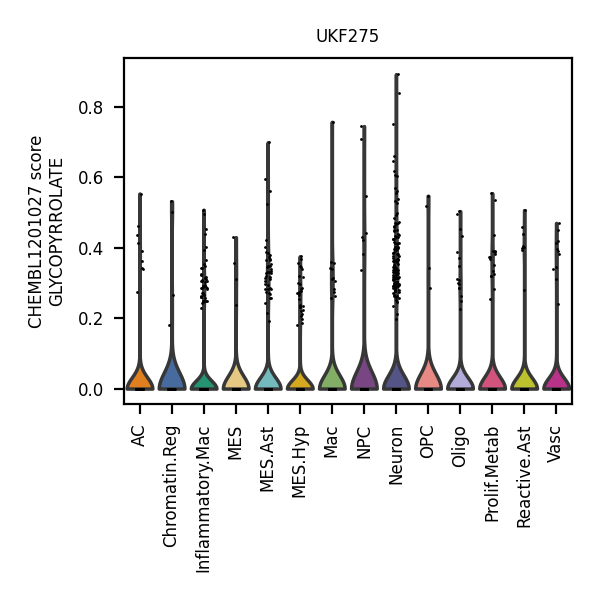 UKF275
CHEMBL1201027 score
GLYCOPYRROLATE
0.8
0.6
0.4
0.2
0.0
AC
Chromatin.Reg
Inflammatory.Mac
MES
MES.Ast
MES.Hyp
Mac
NPC
Neuron
OPC
Oligo
Prolif.Metab
Reactive.Ast
Vasc